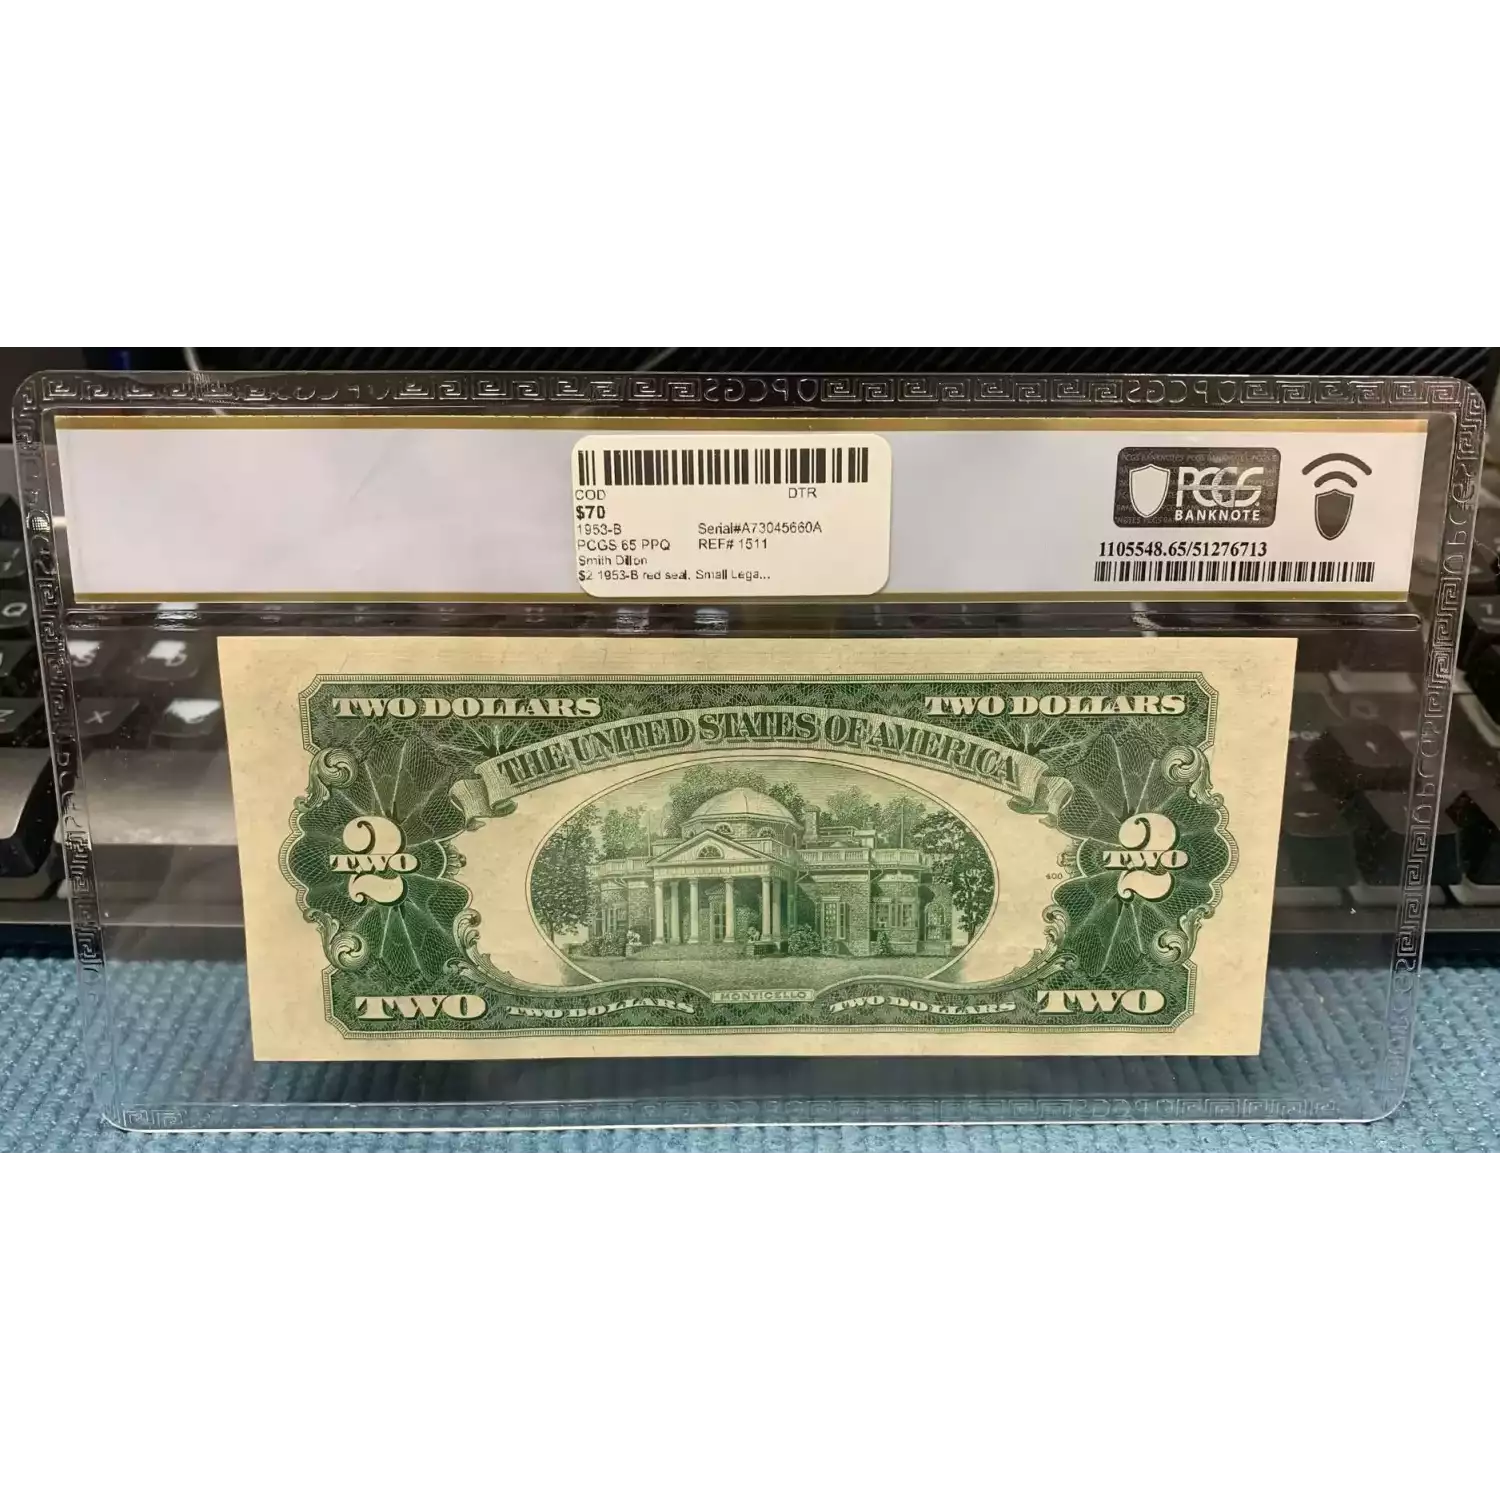 COD DTR
$70
1953-B Serial#A73045660A
PCGS 65 PPQ REF# 1511
Smith Dillon
$2 1953-B red seal. Small Lega...
PCGS
BANKNOTE
1105548.65/51276713
TWO DOLLARS TWO DOLLARS
THE UNITED STATES OF AMERICA
2 2
TWO TWO
400
MONTICELLO
TWO TWO DOLLARS TWO DOLLARS TWO